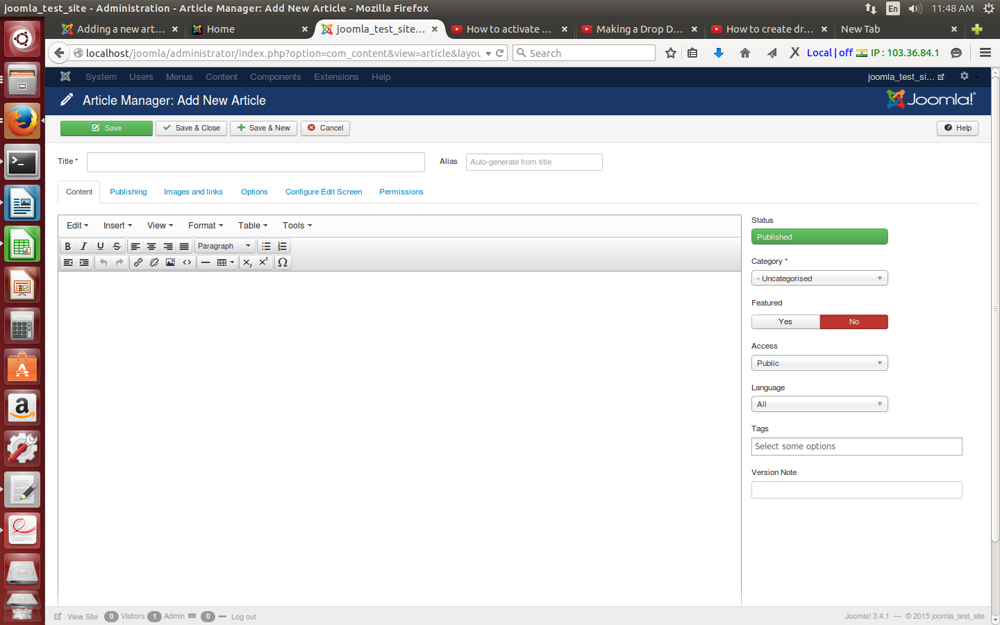 joomla_test_site - Administration - Article Manager: Add New Article - Mozilla Firefox
En
11:48 AM
Adding a new art...
Home
joomla_test_site...
How to activate ...
Making a Drop D...
How to create dr...
New Tab
localhost/joomla/administrator/index.php?option=com_content&view=article&layou
Search
Local | off
IP : 103.36.84.1
System Users Menus Content Components Extensions Help
joomla_test_si...
Article Manager: Add New Article
Joomla!
Save
Save & Close
Save & New
Cancel
Help
Title *
Alias
Auto-generate from title
Content Publishing Images and links Options Configure Edit Screen Permissions
Edit Insert View Format Table Tools
B I U S
Paragraph
Status
Published
Category *
- Uncategorised
Featured
Yes No
Access
Public
Language
All
Tags
Select some options
Version Note
View Site 0 Visitors 1 Admin 0 Log out
Joomla! 3.4.1 — © 2015 joomla_test_site